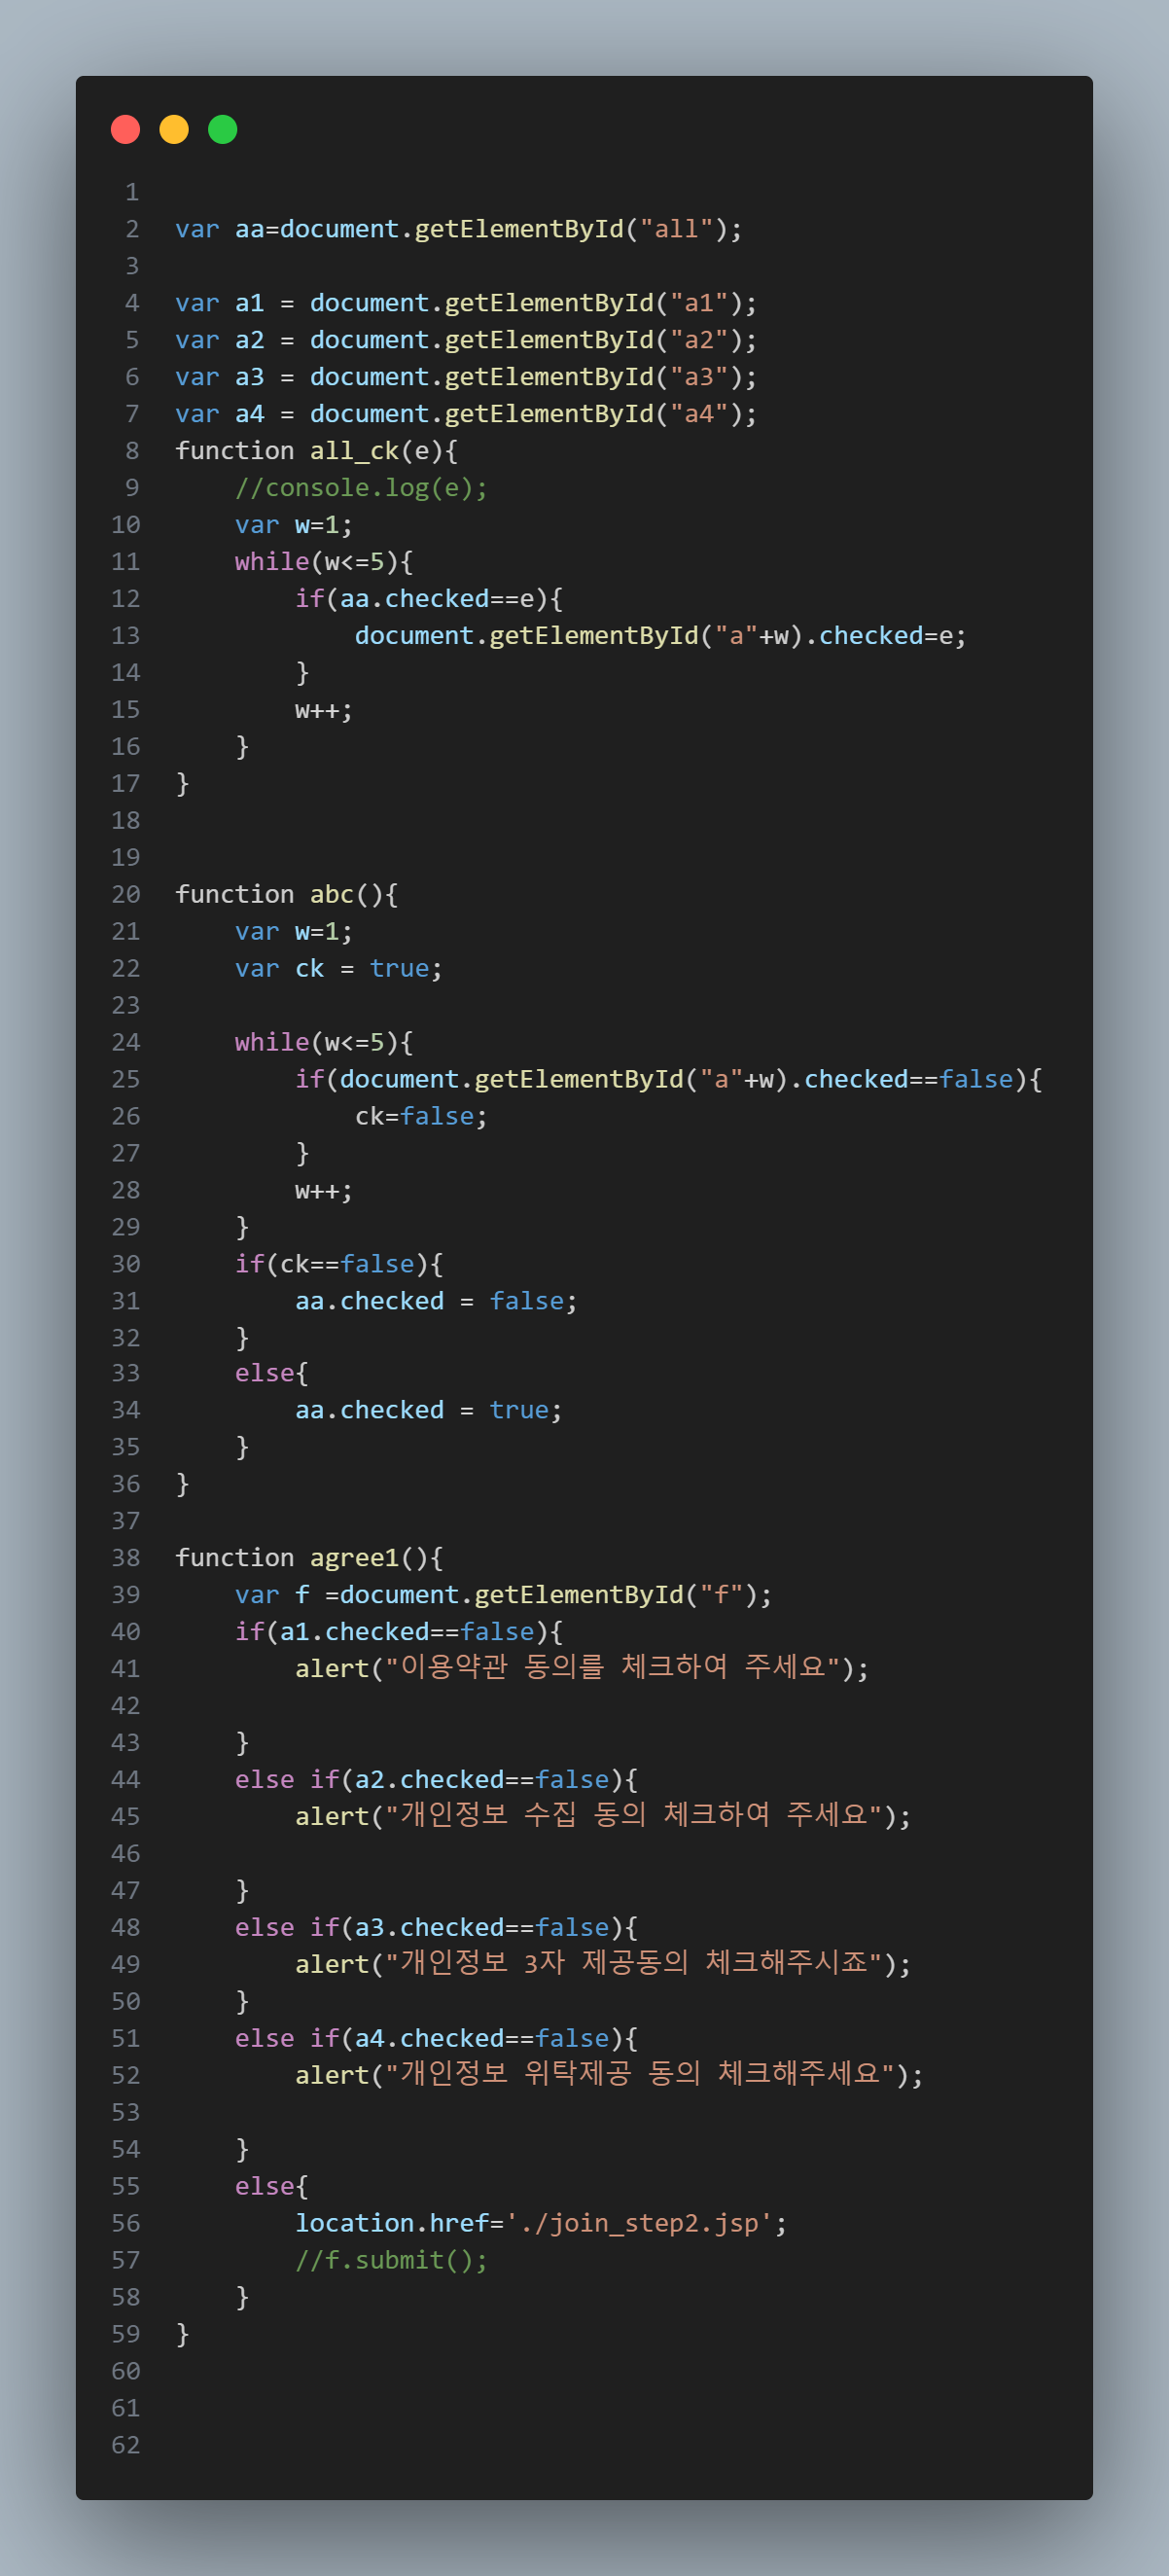 1
2 var aa=document.getElementById("all");
3
4 var a1 = document.getElementById("a1");
5 var a2 = document.getElementById("a2");
6 var a3 = document.getElementById("a3");
7 var a4 = document.getElementById("a4");
8 function all_ck(e){
9     //console.log(e);
10     var w=1;
11     while(w<=5){
12         if(aa.checked==e){
13             document.getElementById("a"+w).checked=e;
14         }
15         w++;
16     }
17 }
18
19
20 function abc(){
21     var w=1;
22     var ck = true;
23
24     while(w<=5){
25         if(document.getElementById("a"+w).checked==false){
26             ck=false;
27         }
28         w++;
29     }
30     if(ck==false){
31         aa.checked = false;
32     }
33     else{
34         aa.checked = true;
35     }
36 }
37
38 function agree1(){
39     var f =document.getElementById("f");
40     if(a1.checked==false){
41         alert("이용약관 동의를 체크하여 주세요");
42
43     }
44     else if(a2.checked==false){
45         alert("개인정보 수집 동의 체크하여 주세요");
46
47     }
48     else if(a3.checked==false){
49         alert("개인정보 3자 제공동의 체크해주시죠");
50     }
51     else if(a4.checked==false){
52         alert("개인정보 위탁제공 동의 체크해주세요");
53
54     }
55     else{
56         location.href='./join_step2.jsp';
57         //f.submit();
58     }
59 }
60
61
62